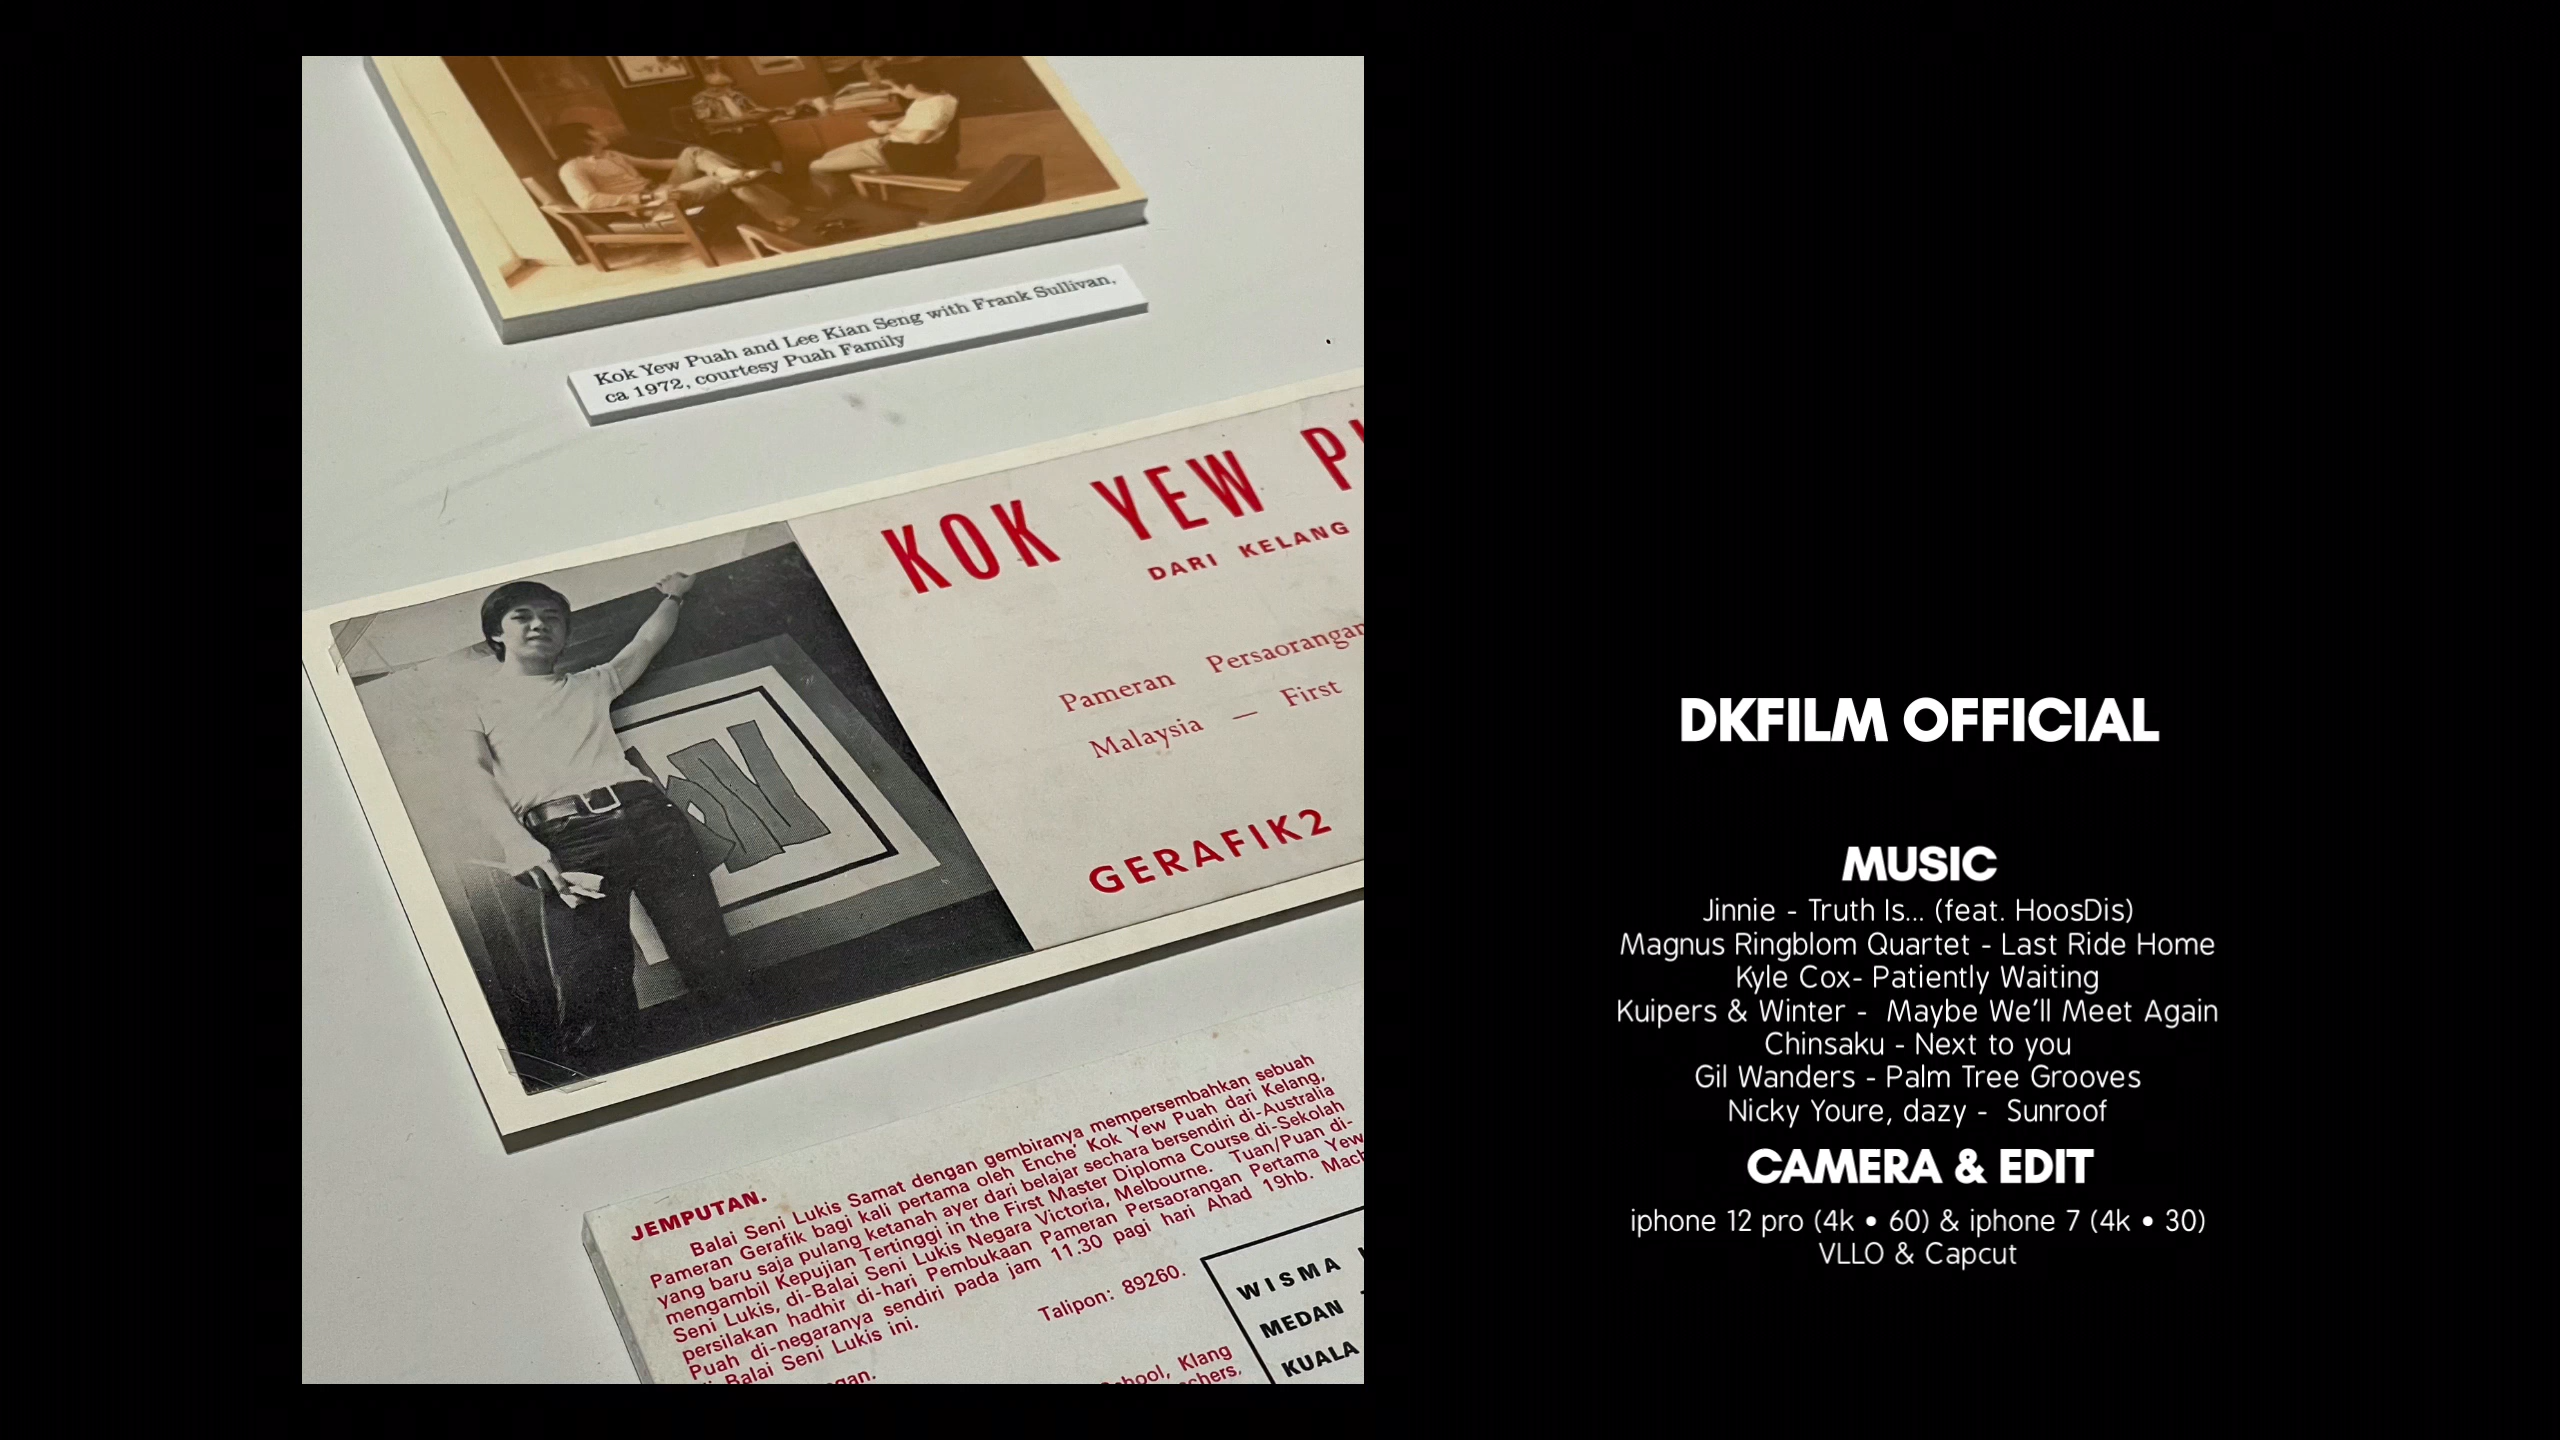 Kok Yew Puah and Lee Kian Seng with Frank Sullivan,
ca 1972, courtesy Puah Family
KOK YEW
DARI KELANG
Pameran Persaorangan
Malaysia — First
GERAFIK2
JEMPUTAN.
Balai Seni Lukis Samat dengan gembiranya mempersembahkan sebuah
Pameran Gerafik bagi kali pertama oleh Enche' Kok Yew Puah dari Kelang,
yang baru saja pulang ketanah ayer dari belajar sechara bersendiri di-Australia
mengambil Kepujian Tertinggi in the First Master Diploma Course di-Sekolah
Seni Lukis, di-Balai Seni Lukis Negara Victoria, Melbourne. Tuan/Puan di-
persilakan hadhir di-hari Pembukaan Pameran Persaorangan Pertama Yew
Puah di-negaranya sendiri pada jam 11.30 pagi hari Ahad 19hb.
Balai Seni Lukis ini.
Talipon: 89260.
Klang
WISMA
MEDAN
KUALA
DKFILM OFFICIAL
MUSIC
Jinnie - Truth Is... (feat. HoosDis)
Magnus Ringblom Quartet - Last Ride Home
Kyle Cox- Patiently Waiting
Kuipers & Winter - Maybe We'll Meet Again
Chinsaku - Next to you
Gil Wanders - Palm Tree Grooves
Nicky Youre, dazy - Sunroof
CAMERA & EDIT
iphone 12 pro (4k • 60) & iphone 7 (4k • 30)
VLLO & Capcut